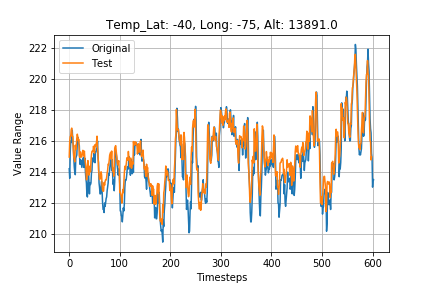 Temp_Lat: -40, Long: -75, Alt: 13891.0
Original
Test
Value Range
222
220
218
216
214
212
210
0
100
200
300
400
500
600
Timesteps